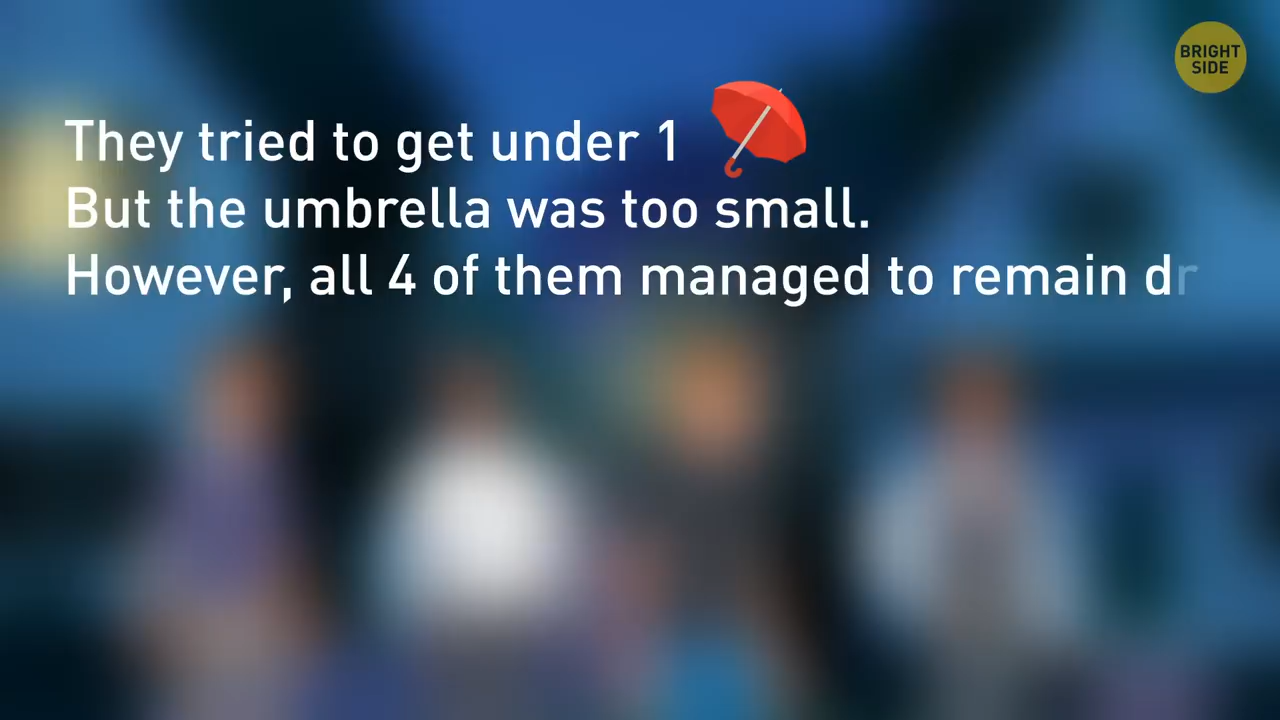 BRIGHT
SIDE
They tried to get under 1
But the umbrella was too small.
However, all 4 of them managed to remain dr